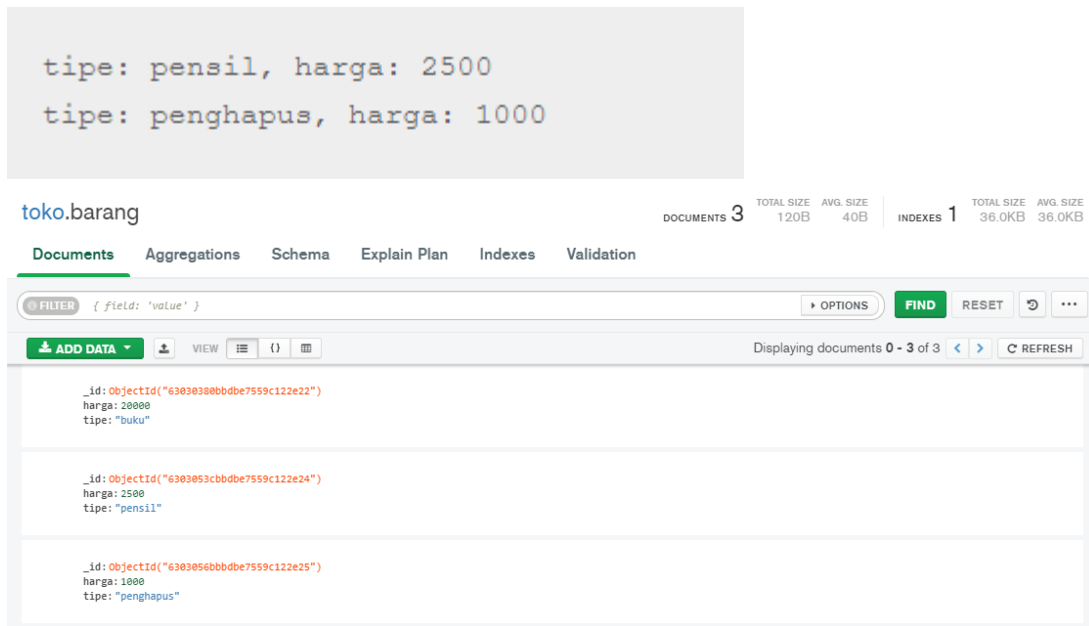 tipe: pensil, harga: 2500
tipe: penghapus, harga: 1000
toko.barang
DOCUMENTS 3 TOTAL SIZE 120B AVG. SIZE 40B INDEXES 1 TOTAL SIZE 36.0KB AVG. SIZE 36.0KB
Documents Aggregations Schema Explain Plan Indexes Validation
FILTER { field: 'value' } OPTIONS FIND RESET
ADD DATA VIEW {} Displaying documents 0 - 3 of 3 < > REFRESH
_id: ObjectId("63030380bbdbe7559c122e22")
harga: 20000
tipe: "buku"
_id: ObjectId("6303053cbbdbe7559c122e24")
harga: 2500
tipe: "pensil"
_id: ObjectId("6303056bbbdbe7559c122e25")
harga: 1000
tipe: "penghapus"